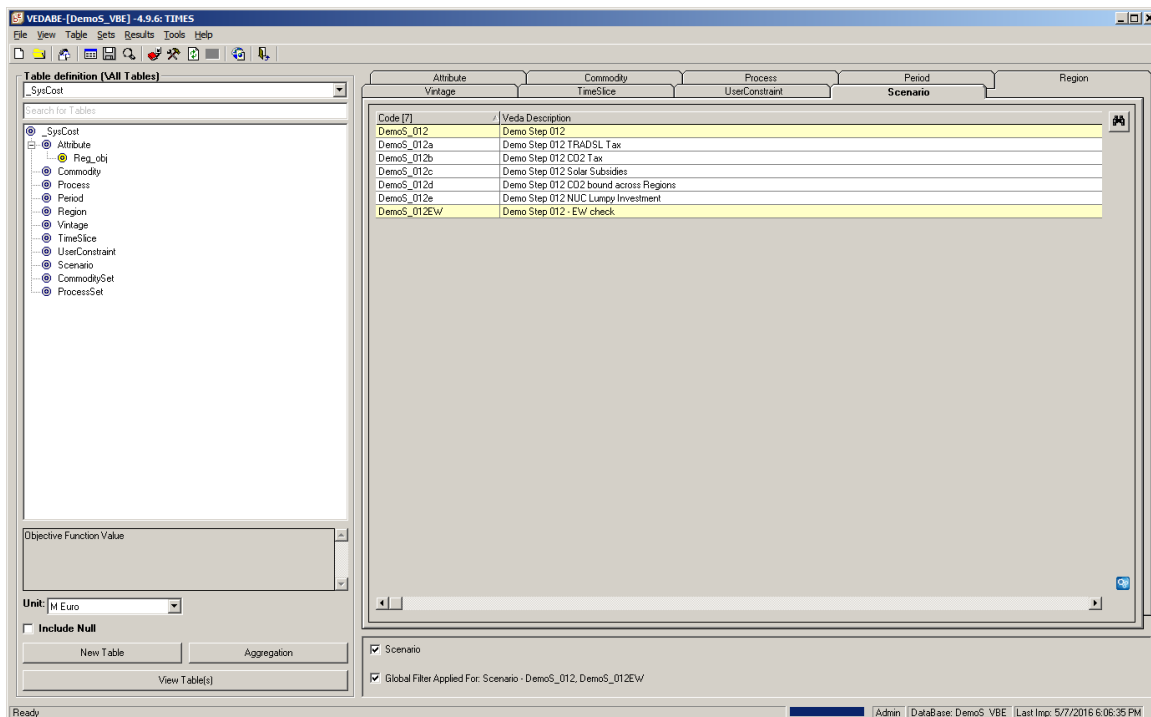 VEDABE-[DemoS_VBE] -4.9.6: TIMES
File View Table Sets Results Tools Help
Table definition (\All Tables)
_SysCost
Search for Tables
_SysCost
Attribute
Reg_obj
Commodity
Process
Period
Region
Vintage
TimeSlice
UserConstraint
Scenario
CommoditySet
ProcessSet
Objective Function Value
Unit: M Euro
Include Null
New Table Aggregation
View Table(s)
Attribute Commodity Process Period Region
Vintage TimeSlice UserConstraint Scenario
Code [7] Veda Description
DemoS_012 Demo Step 012
DemoS_012a Demo Step 012 TRADSL Tax
DemoS_012b Demo Step 012 CO2 Tax
DemoS_012c Demo Step 012 Solar Subsidies
DemoS_012d Demo Step 012 CO2 bound across Regions
DemoS_012e Demo Step 012 NUC Lumpy Investment
DemoS_012EW Demo Step 012 - EW check
Scenario
Global Filter Applied For: Scenario - DemoS_012, DemoS_012EW
Ready Admin DataBase: DemoS_VBE Last Imp: 5/7/2016 6:06:35 PM